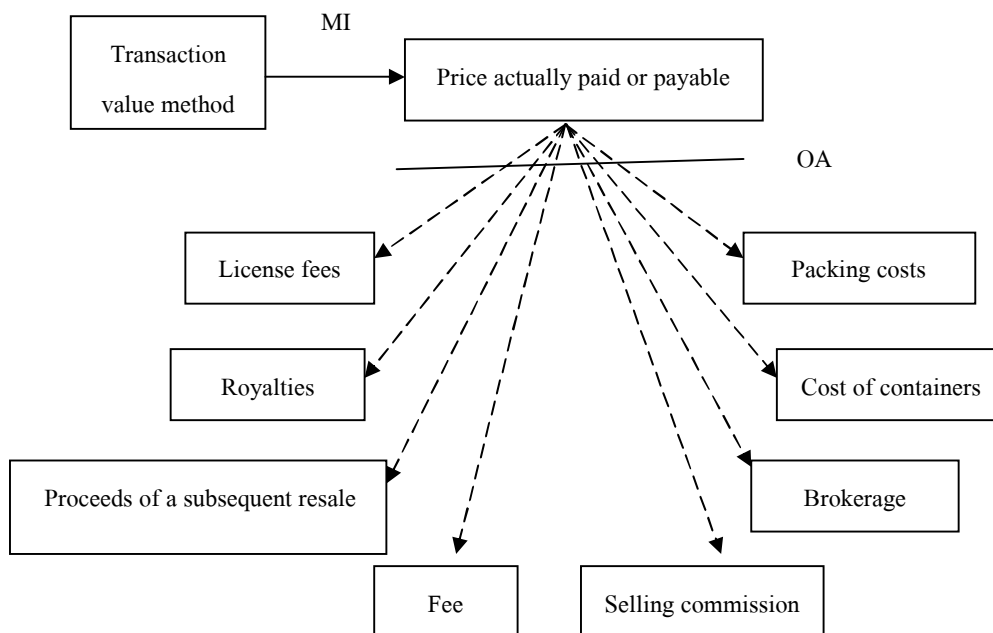 MI
Transaction
value method
Price actually paid or payable
OA
License fees
Packing costs
Royalties
Cost of containers
Proceeds of a subsequent resale
Brokerage
Fee
Selling commission